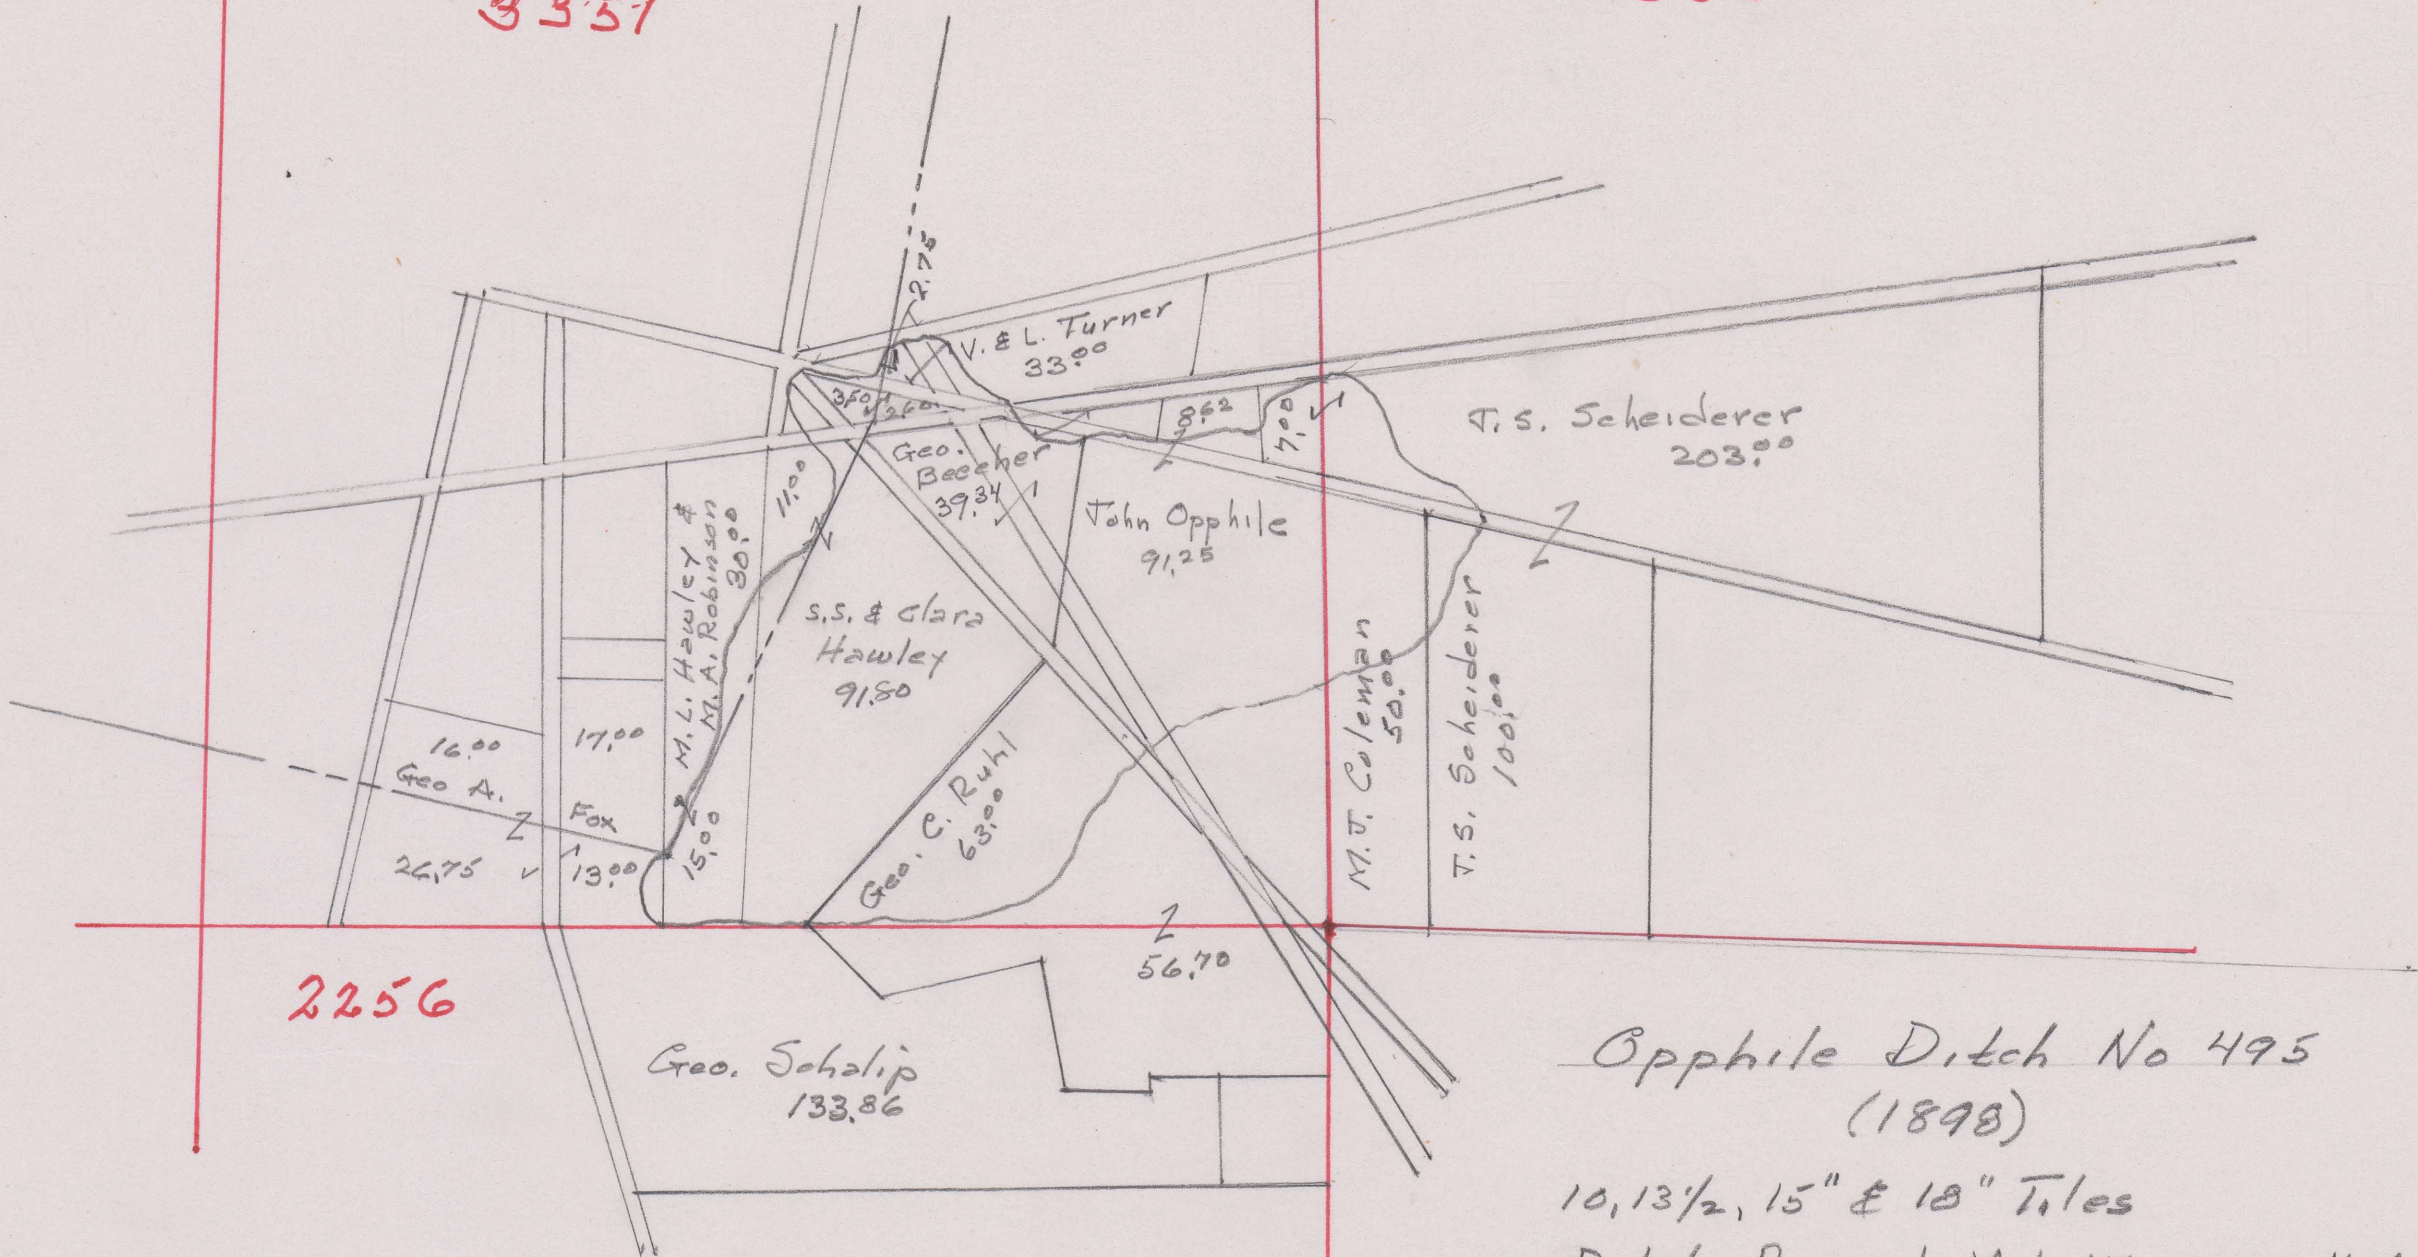 3351
2.75
V. & L. Turner
33.00
3.50
2.60
8.62
7.00
T. S. Scheiderer
203.00
Geo.
Beecher
39.34
11.00
John Opphile
91.25
M. L. Hawley &
M. A. Robinson
30.00
S.S. & Clara
Hawley
91.80
M. J. Coleman
50.00
T. S. Scheiderer
100.00
16.00
17.00
Geo A.
Fox
Geo. C. Ruhl
63.00
26.75
13.00
15.00
56.70
2256
Geo. Schalip
133.86
Opphile Ditch No 495
(1898)
10, 13 1/2, 15" & 18" Tiles